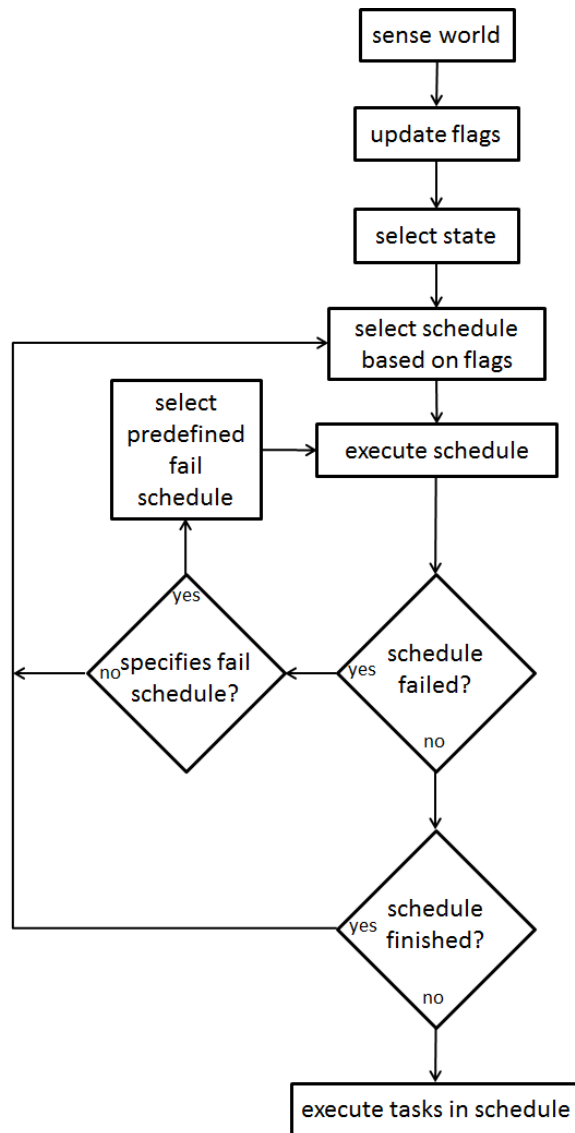 sense world
update flags
select state
select schedule
based on flags
select
predefined
fail
schedule
execute schedule
yes
no
specifies fail
schedule?
yes
schedule
failed?
no
yes
schedule
finished?
no
execute tasks in schedule